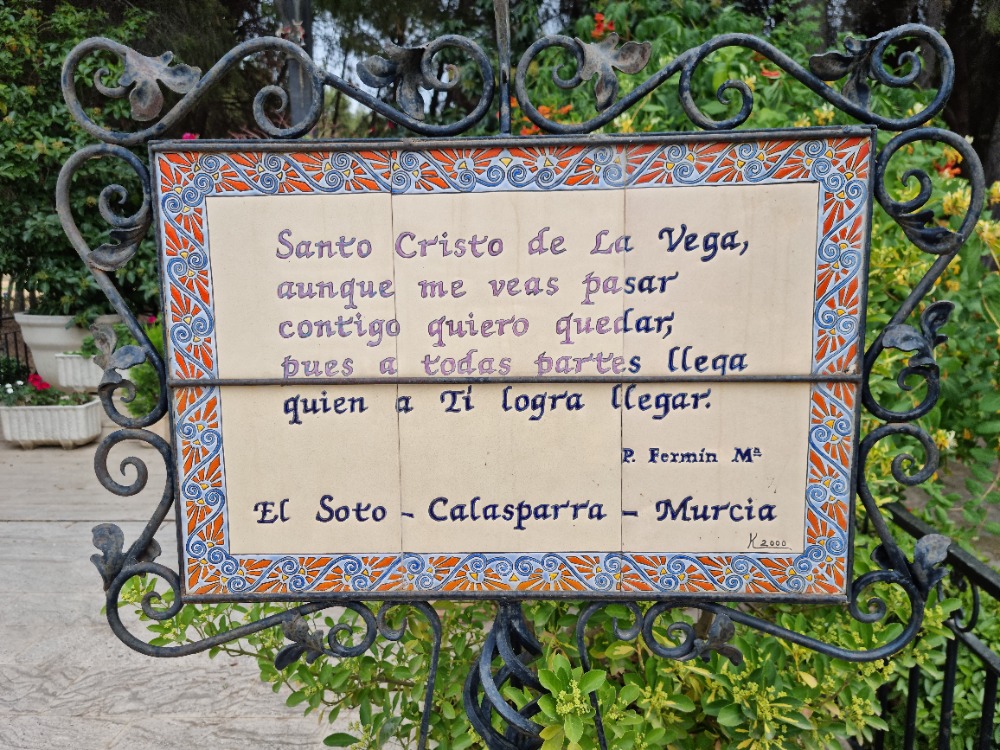 Santo Cristo de La Vega,
aunque me veas pasar
contigo quiero quedar,
pues a todas partes llega
quien a Ti logra llegar.
P. Fermín Mª
El Soto - Calasparra - Murcia
K 2000